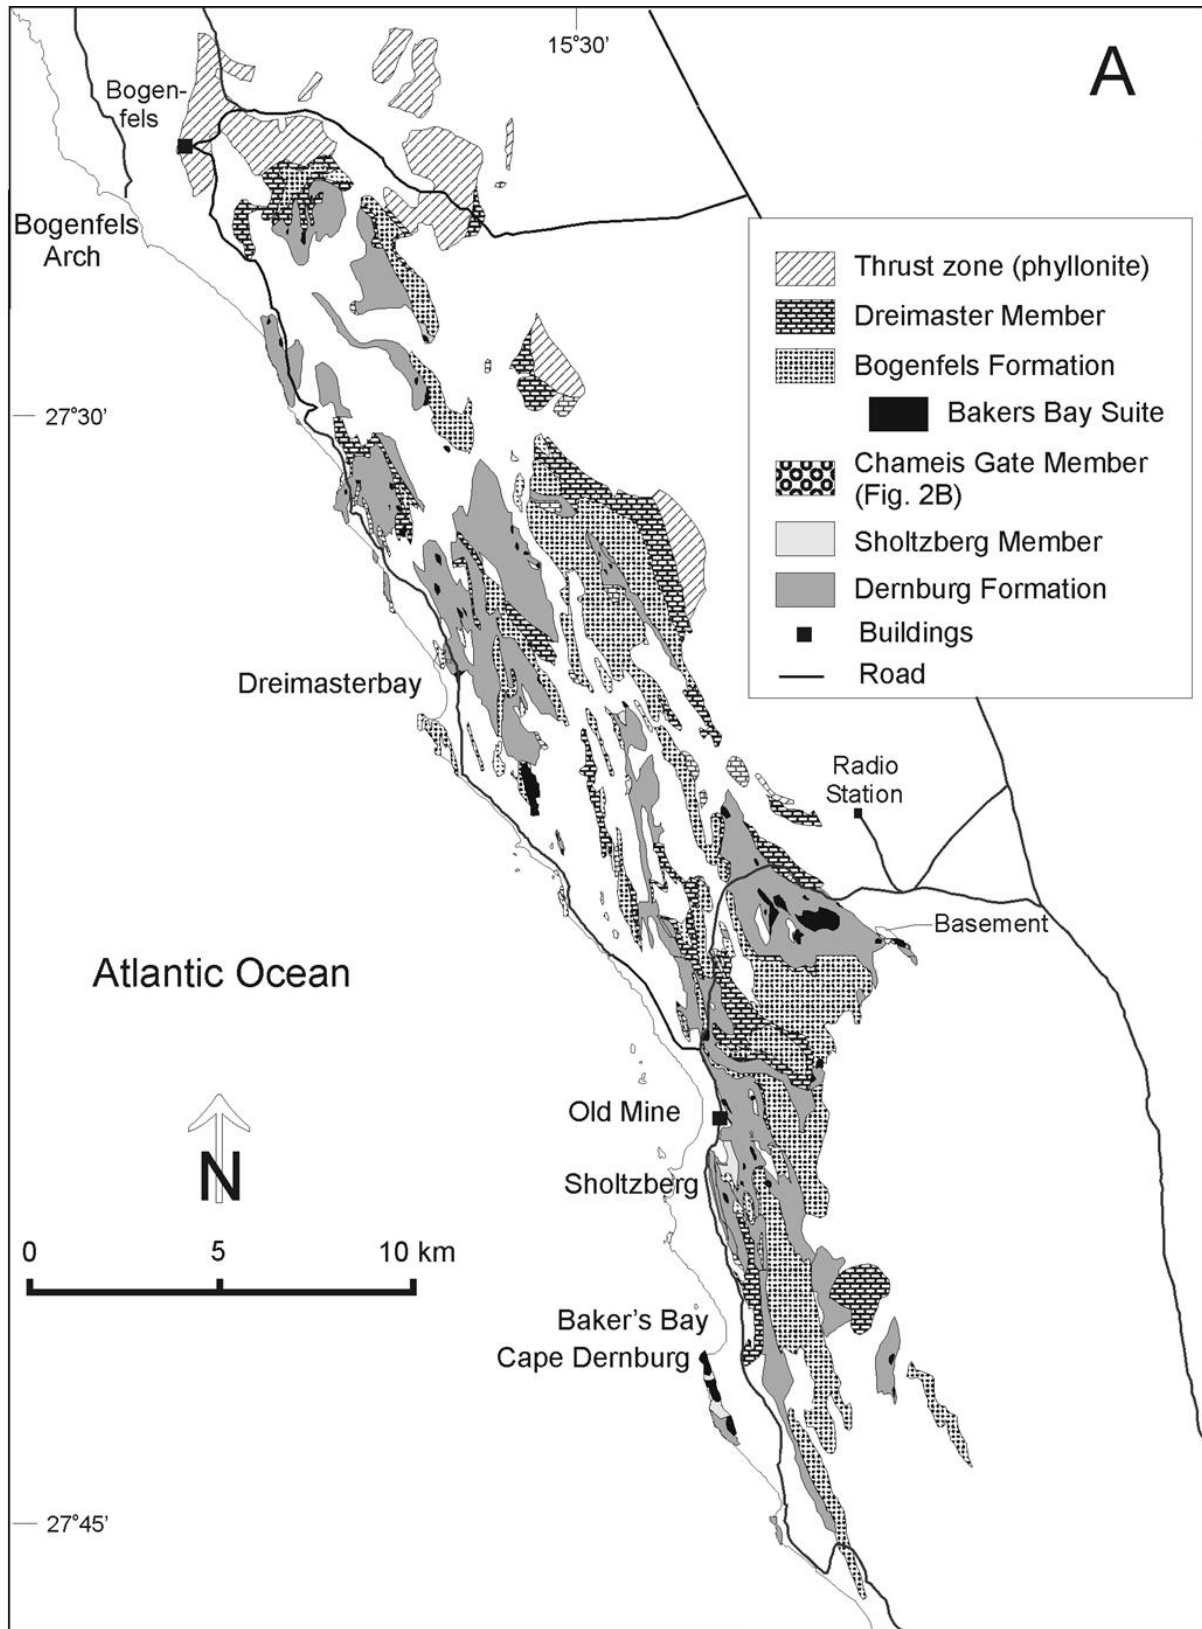 15°30’
A
Bogen-
fels
Bogenfels
Arch
Thrust zone (phyllonite)
Dreimaster Member
Bogenfels Formation
Bakers Bay Suite
Chameis Gate Member
(Fig. 2B)
Sholtzberg Member
Dernburg Formation
Buildings
Road
27°30’
Dreimasterbay
Radio
Station
Basement
Atlantic Ocean
N
Old Mine
Sholtzberg
0 5 10 km
Baker’s Bay
Cape Dernburg
27°45’